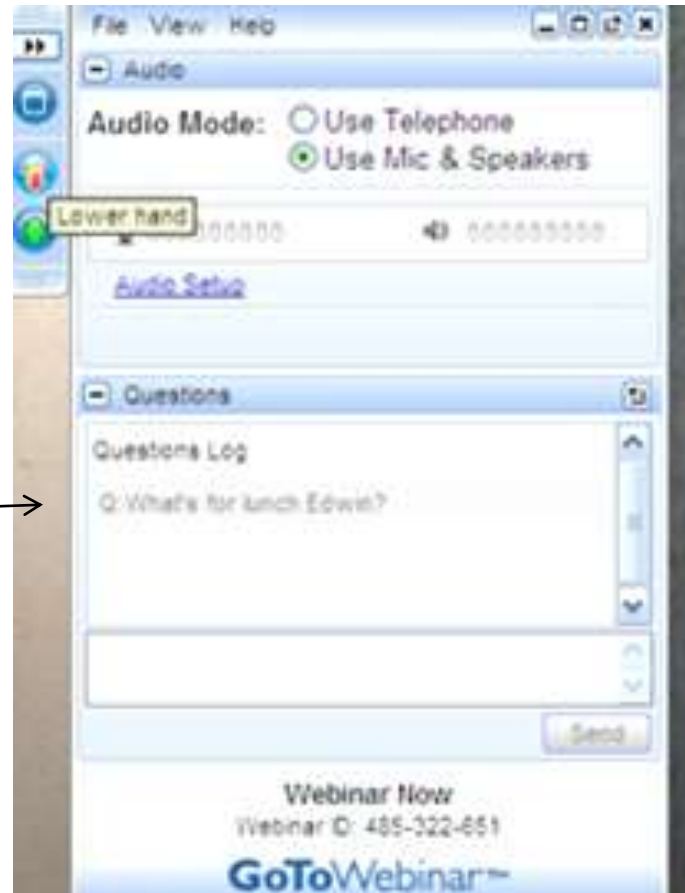 File View Help
Audio
Audio Mode: Use Telephone
Use Mic & Speakers
Lower hand
Audio Setup
Questions
Questions Log
Q: What's for lunch Edwin?
Send
Webinar Now
Webinar ID: 485-322-651
GoToWebinar™